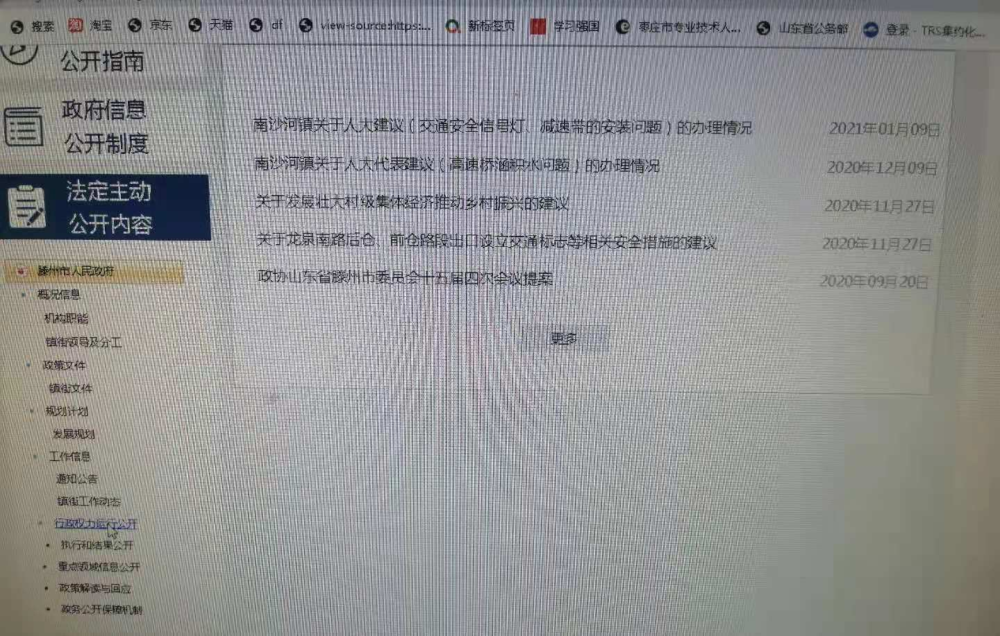 搜索 淘宝 京东 天猫 df view-source:https:... 新标签页 学习强国 枣庄市专业技术人... 山东省公务邮 登录 - TRS集约化...
公开指南
政府信息
公开制度
法定主动
公开内容
滕州市人民政府
概况信息
机构职能
镇街领导及分工
政策文件
镇街文件
规划计划
发展规划
工作信息
通知公告
镇街工作动态
行政权力运行公开
执行和结果公开
重点领域信息公开
政策解读与回应
政务公开保障机制
南沙河镇关于人大建议（交通安全信号灯、减速带的安装问题）的办理情况 2021年01月09日
南沙河镇关于人大代表建议（高速桥涵积水问题）的办理情况 2020年12月09日
关于发展壮大村级集体经济推动乡村振兴的建议 2020年11月27日
关于龙泉南路后仓、前仓路段出口设立交通标志等相关安全措施的建议 2020年11月27日
政协山东省滕州市委员会十五届四次会议提案 2020年09月20日
更多